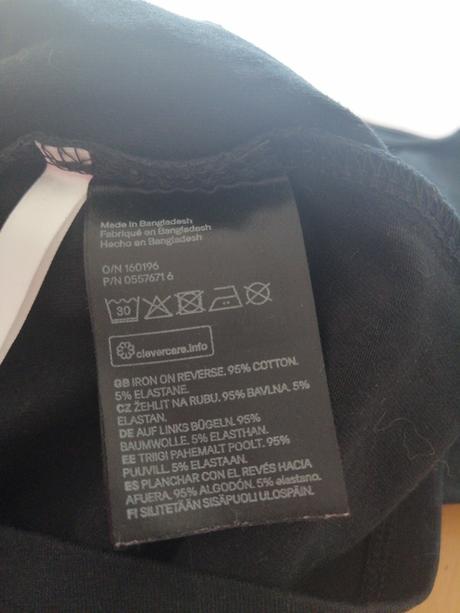 Made in Bangladesh
Fabriqué en Bangladesh
Hecho en Bangladesh
O/N 160196
P/N 0557671 6
30
clevercare.info
GB IRON ON REVERSE. 95% COTTON.
5% ELASTANE.
CZ ŽEHLIT NA RUBU. 95% BAVLNA. 5%
ELASTAN.
DE AUF LINKS BÜGELN. 95%
BAUMWOLLE. 5% ELASTHAN.
EE TRIIGI PAHEMALT POOLT. 95%
PUUVILL. 5% ELASTAAN.
ES PLANCHAR CON EL REVÉS HACIA
AFUERA. 95% ALGODÓN. 5% elastano.
FI SILITETÄÄN SISÄPUOLI ULOSPÄIN.